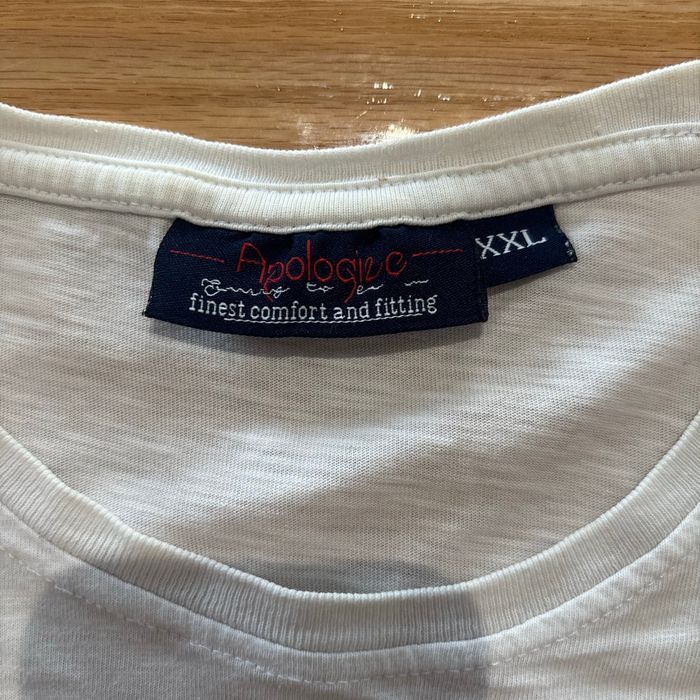 Apologize
XXL
finest comfort and fitting